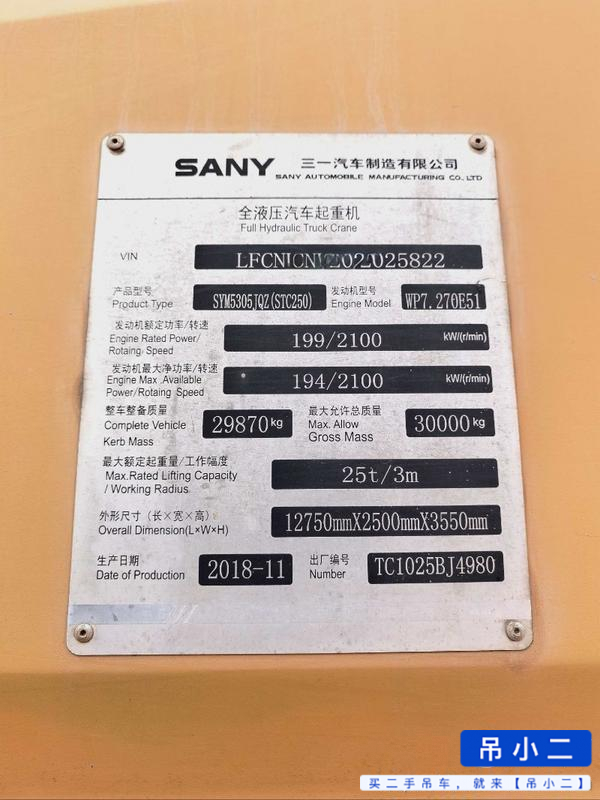 SANY 三一汽车制造有限公司
SANY AUTOMOBILE MANUFACTURING CO., LTD
全液压汽车起重机
Full Hydraulic Truck Crane
VIN
产品型号 SYM5305JQZ(STC250) 发动机型号 WP7.270E51
Product Type Engine Model
发动机额定功率/转速
Engine Rated Power/ 199/2100 kW/(r/min)
Rotaing Speed
发动机最大净功率/转速
Engine Max .Available 194/2100 kW/(r/min)
Power/Rotaing Speed
整车整备质量 最大允许总质量
Complete Vehicle 29870kg Max. Allow 30000kg
Kerb Mass Gross Mass
最大额定起重量/工作幅度
Max.Rated Lifting Capacity 25t/3m
/ Working Radius
外形尺寸（长×宽×高） 12750mmX2500mmX3550mm
Overall Dimension(L×W×H)
生产日期 2018-11 出厂编号 TC1025BJ4980
Date of Production Number
吊小二
买二手吊车，就来【吊小二】